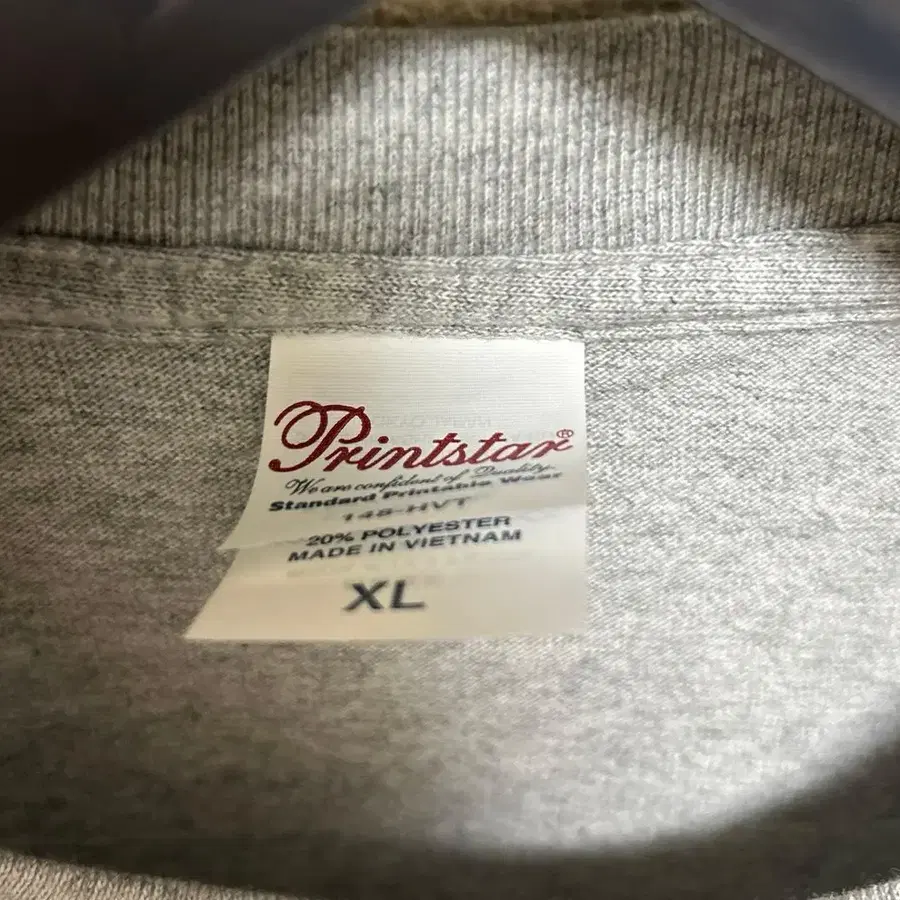 Printstar®
We are confident of Quality.
Standard Printable Wear
148-HVT
20% POLYESTER
MADE IN VIETNAM
XL